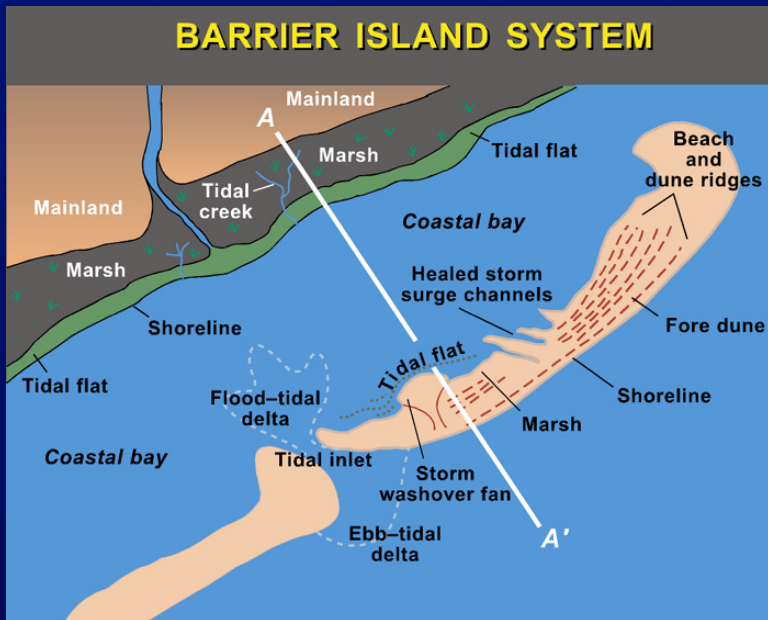 BARRIER ISLAND SYSTEM
Mainland
A
Beach
and
dune ridges
Marsh
Tidal flat
Tidal
creek
Mainland
Coastal bay
Marsh
Healed storm
surge channels
Shoreline
Fore dune
Tidal flat
Tidal flat
Shoreline
Flood–tidal
delta
Marsh
Coastal bay
Tidal inlet
Storm
washover fan
Ebb–tidal
delta
A'